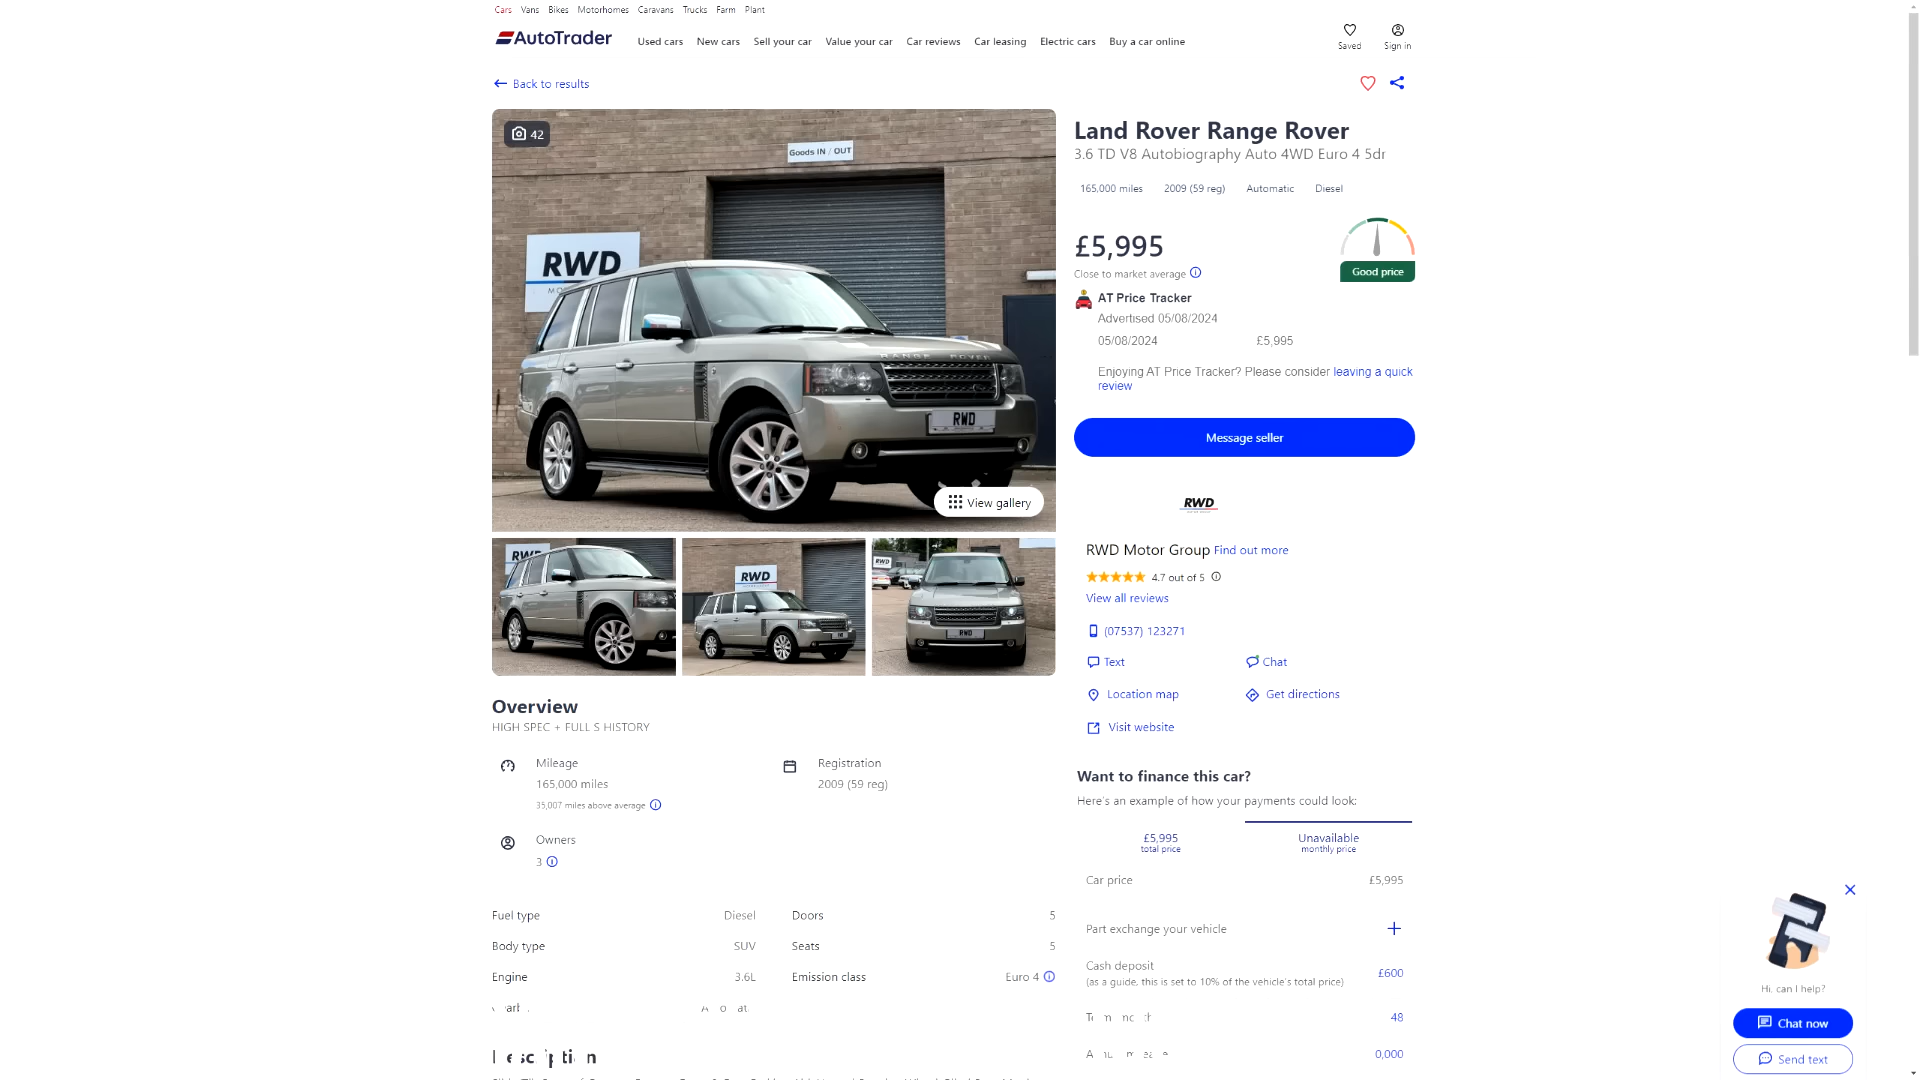 Cars Vans Bikes Motorhomes Caravans Trucks Farm Plant
AutoTrader
Used cars New cars Sell your car Value your car Car reviews Car leasing Electric cars Buy a car online
Saved
Sign in
Back to results
42
Goods IN / OUT
RWD
RANGE ROVER
RWD
View gallery
RWD
RWD
RWD
RWD
Land Rover Range Rover
3.6 TD V8 Autobiography Auto 4WD Euro 4 5dr
165,000 miles 2009 (59 reg) Automatic Diesel
£5,995
Close to market average
Good price
AT Price Tracker
Advertised 05/08/2024
05/08/2024 £5,995
Enjoying AT Price Tracker? Please consider leaving a quick
review
Message seller
RWD
RWD Motor Group Find out more
4.7 out of 5
View all reviews
(07537) 123271
Text Chat
Location map Get directions
Visit website
Overview
HIGH SPEC + FULL S HISTORY
Mileage
165,000 miles
35,007 miles above average
Registration
2009 (59 reg)
Owners
3
Fuel type Diesel Doors 5
Body type SUV Seats 5
Engine 3.6L Emission class Euro 4
Want to finance this car?
Here's an example of how your payments could look:
£5,995
total price
Unavailable
monthly price
Car price £5,995
Part exchange your vehicle
Cash deposit
(as a guide, this is set to 10% of the vehicle's total price)
£600
48
0,000
Hi, can I help?
Chat now
Send text